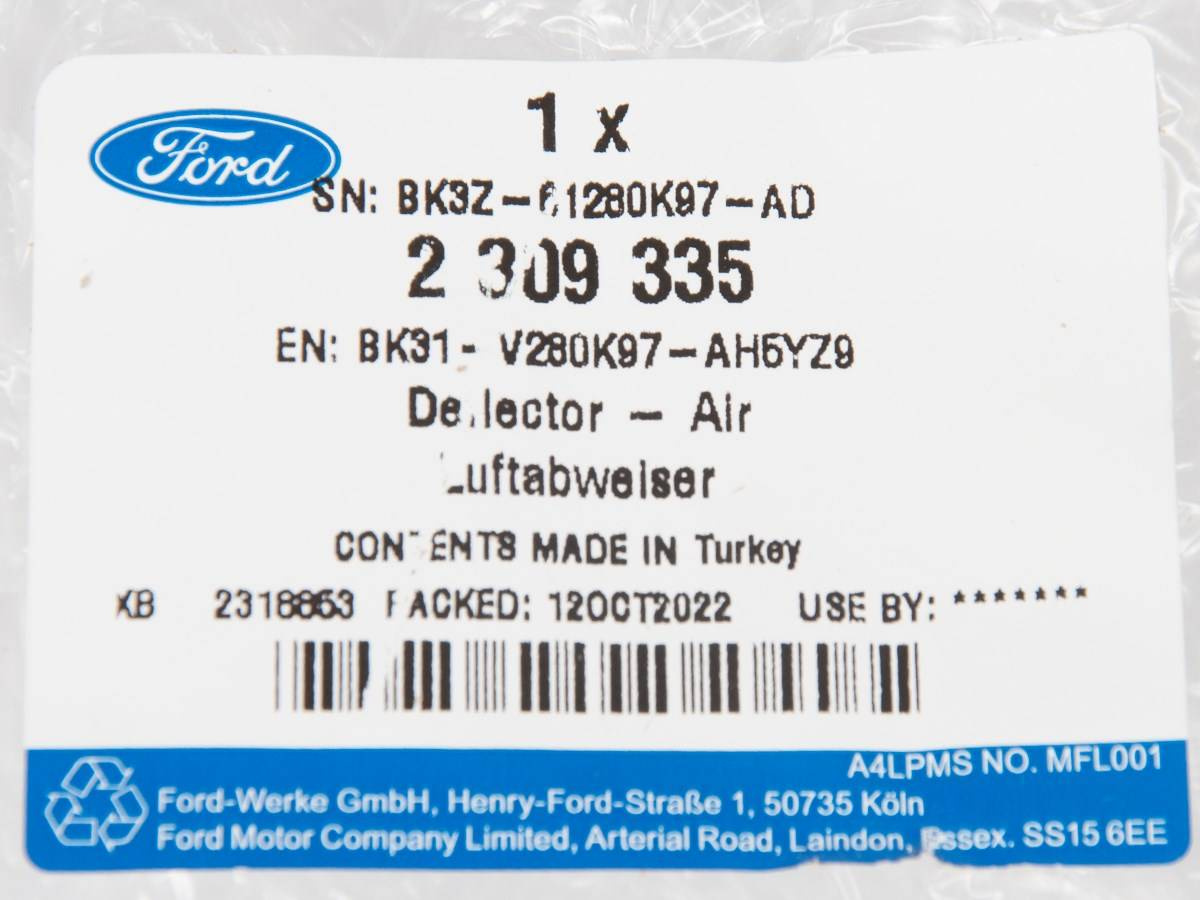 Ford
1 x
SN: BK3Z-61280K97-AD
2 309 335
EN: BK31- V280K97-AH5YZ9
Deflector - Air
Luftabweiser
CONTENTS MADE IN Turkey
XB 2318853 PACKED: 12OCT2022 USE BY: *******
A4LPMS NO. MFL001
Ford-Werke GmbH, Henry-Ford-Straße 1, 50735 Köln
Ford Motor Company Limited, Arterial Road, Laindon, Essex. SS15 6EE